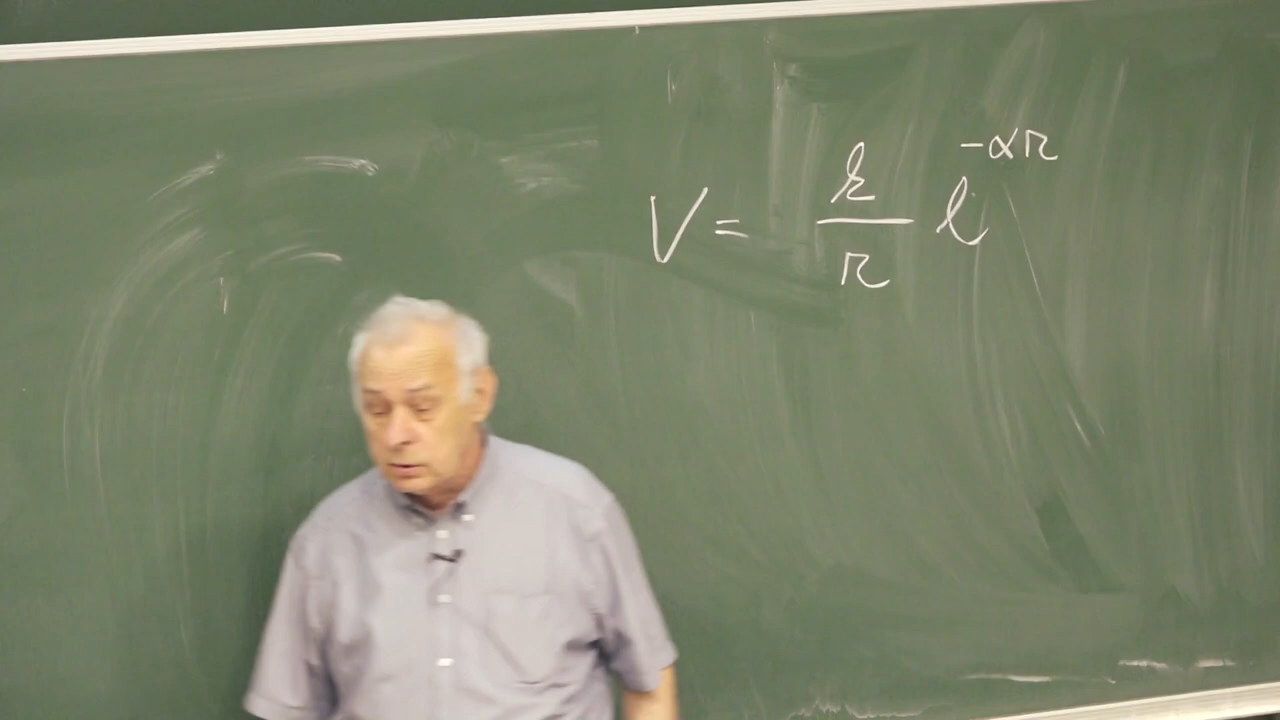 V = k/r e^{-αr}